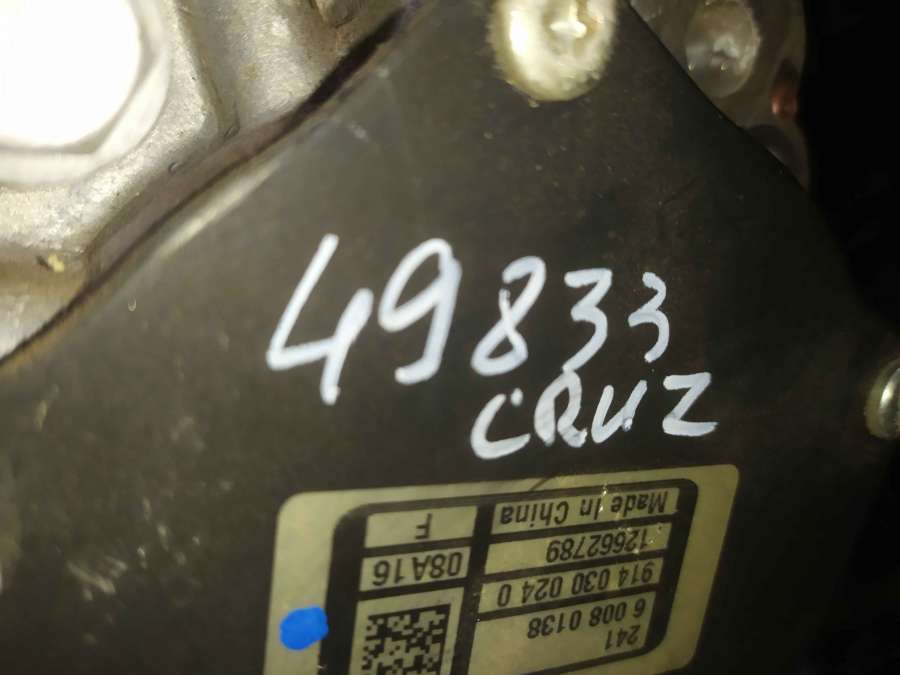 49833
CRUZ
241
6 008 0138
914 030 024 0
12662789
Made in China
08A16
F